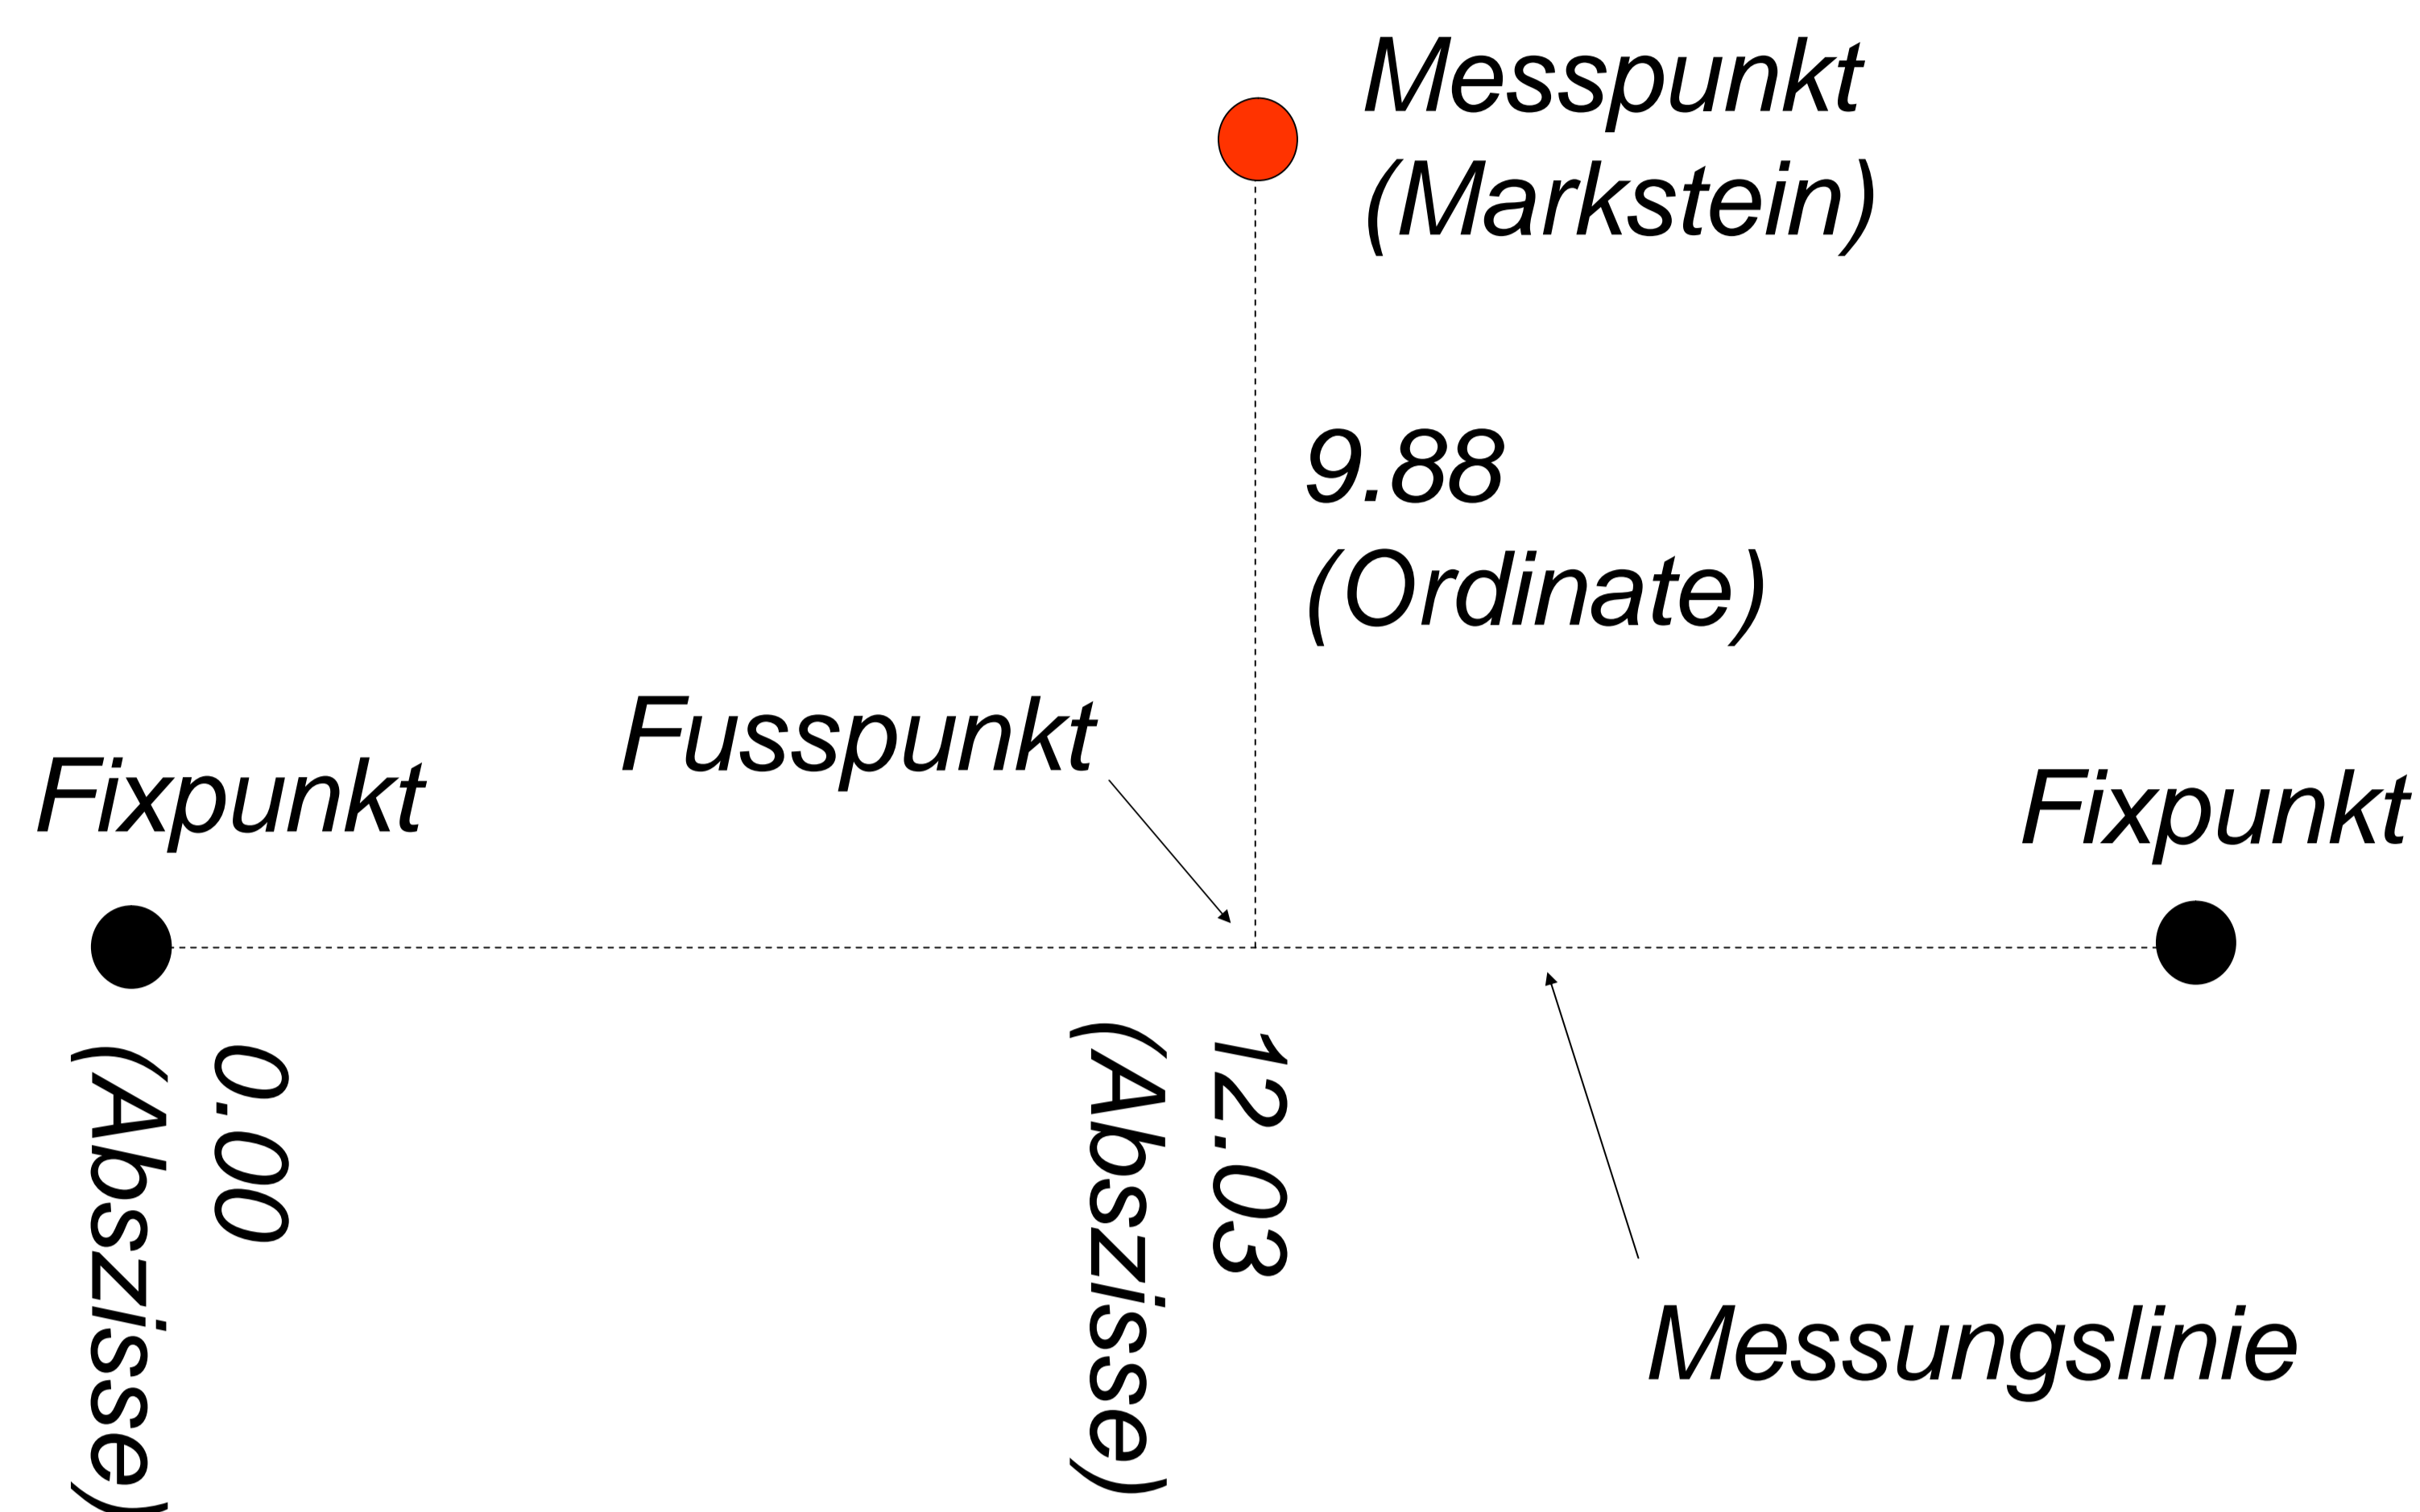 Messpunkt
(Markstein)
9.88
(Ordinate)
Fusspunkt
Fixpunkt
Fixpunkt
0.00
(Abszisse)
12.03
(Abszisse)
Messungslinie